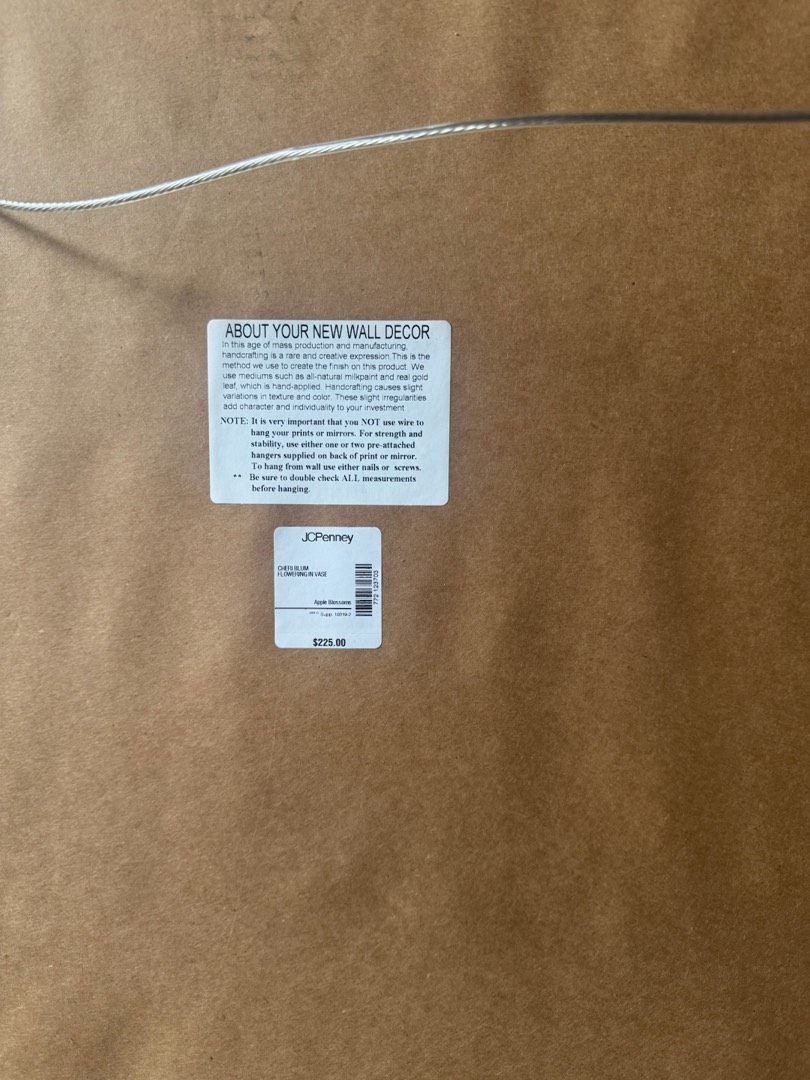 ABOUT YOUR NEW WALL DECOR
In this age of mass production and manufacturing,
handcrafting is a rare and creative expression. This is the
method we use to create the finish on this product. We
use mediums such as all-natural milkpaint and real gold
leaf, which is hand-applied. Handcrafting causes slight
variations in texture and color. These slight irregularities
add character and individuality to your investment.
NOTE: It is very important that you NOT use wire to
hang your prints or mirrors. For strength and
stability, use either one or two pre-attached
hangers supplied on back of print or mirror.
To hang from wall use either nails or screws.
** Be sure to double check ALL measurements
before hanging.
JCPenney
CHERI BLUM
FLOWERING IN VASE
772 123703
Apple Blossoms
Supp.
$225.00